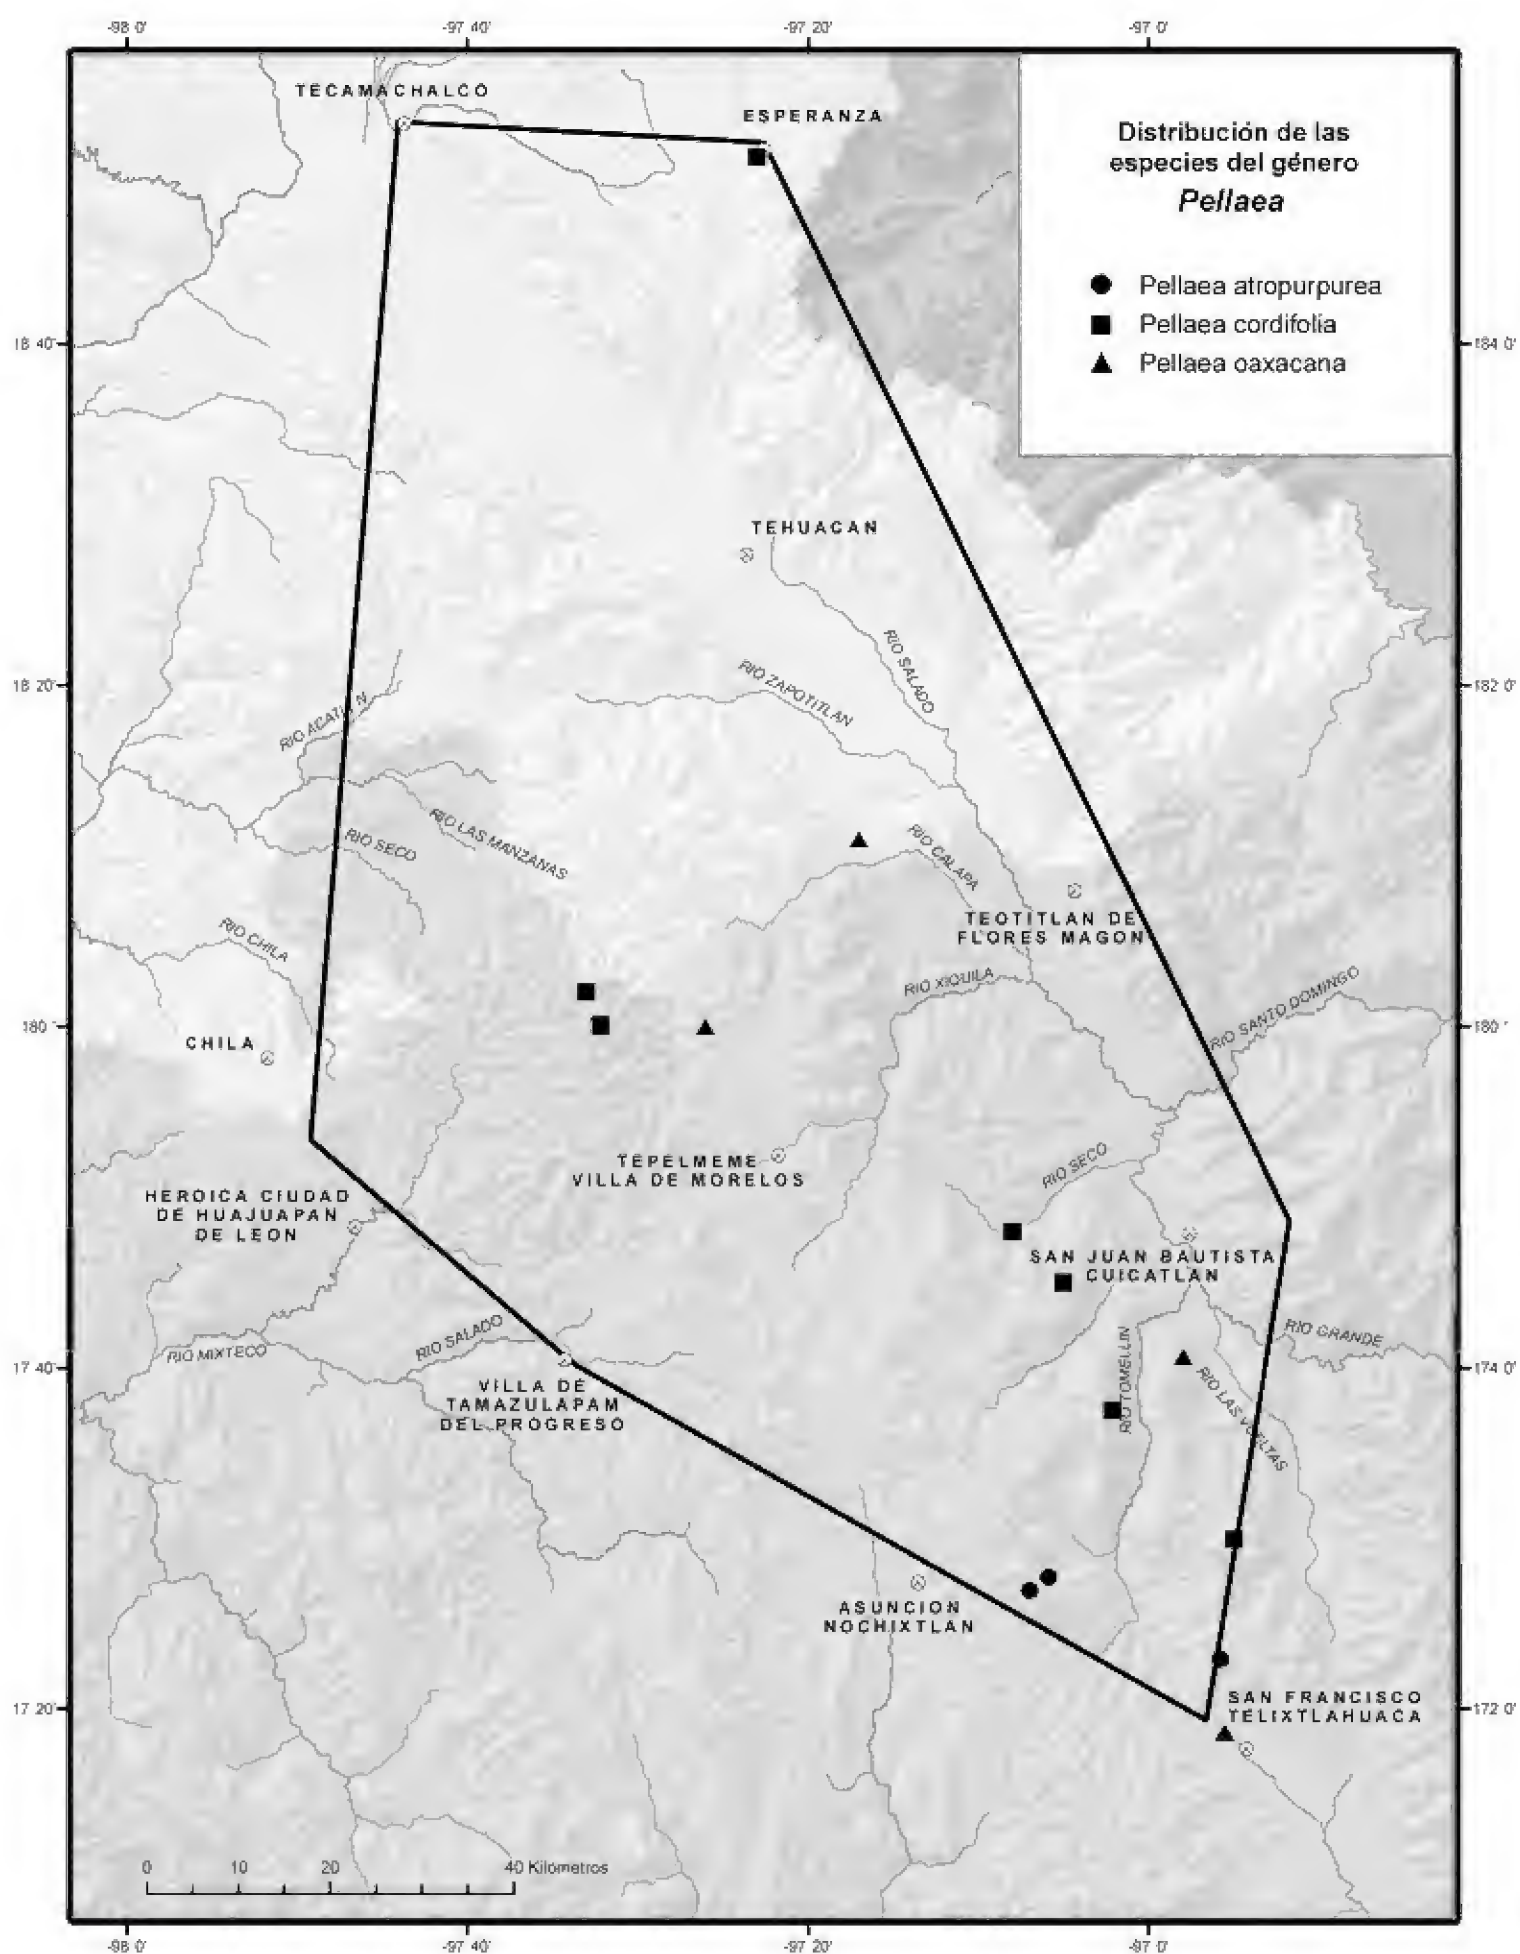 -98 0'
-97 40'
-97 20'
-97 0'
TECAMACHALCO
ESPERANZA
Distribución de las
especies del género
Pellaea
Pellaea atropurpurea
Pellaea cordifolia
Pellaea oaxacana
18 40'
184 0'
TEHUACAN
RIO SALADO
RIO ZAPOTITLAN
18 20'
182 0'
RIO LAS MANZANAS
RIO SECO
RIO CALAPA
TEOTITLAN DE
FLORES MAGON
RIO CHILA
RIO XIQUILA
RIO SANTO DOMINGO
180 '
180 '
CHILA
TEPELMEME
VILLA DE MORELOS
RIO SECO
HEROICA CIUDAD
DE HUAJUAPAN
DE LEON
SAN JUAN BAUTISTA
CUICATLAN
RIO GRANDE
RIO SALADO
RIO MIXTECO
RIO TOMELLIN
17 40'
174 0'
VILLA DE
TAMAZULAPAM
DEL PROGRESO
RIO LAS VUELTAS
ASUNCION
NOCHIXTLAN
SAN FRANCISCO
TELIXTLAHUACA
17 20'
172 0'
0 10 20 40 Kilómetros
-98 0'
-97 40'
-97 20'
-97 0'